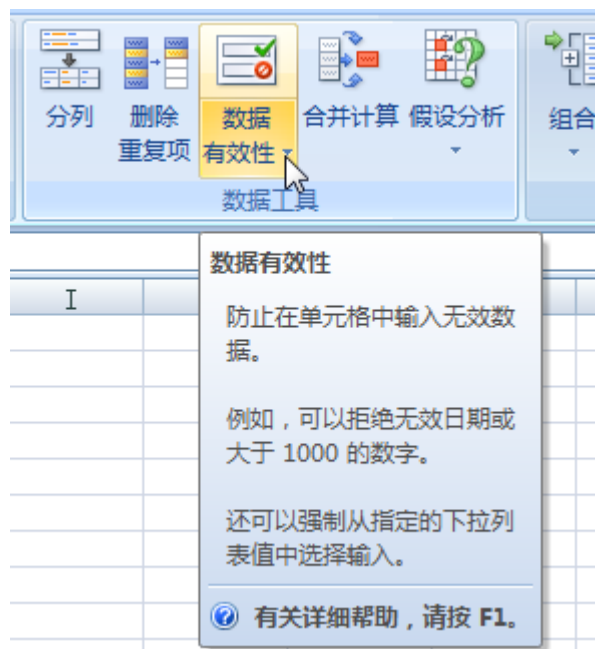 分列
删除
重复项
数据
有效性
合并计算
假设分析
组合
数据工具
I
数据有效性
防止在单元格中输入无效数
据。
例如，可以拒绝无效日期或
大于 1000 的数字。
还可以强制从指定的下拉列
表值中选择输入。
有关详细帮助，请按 F1。